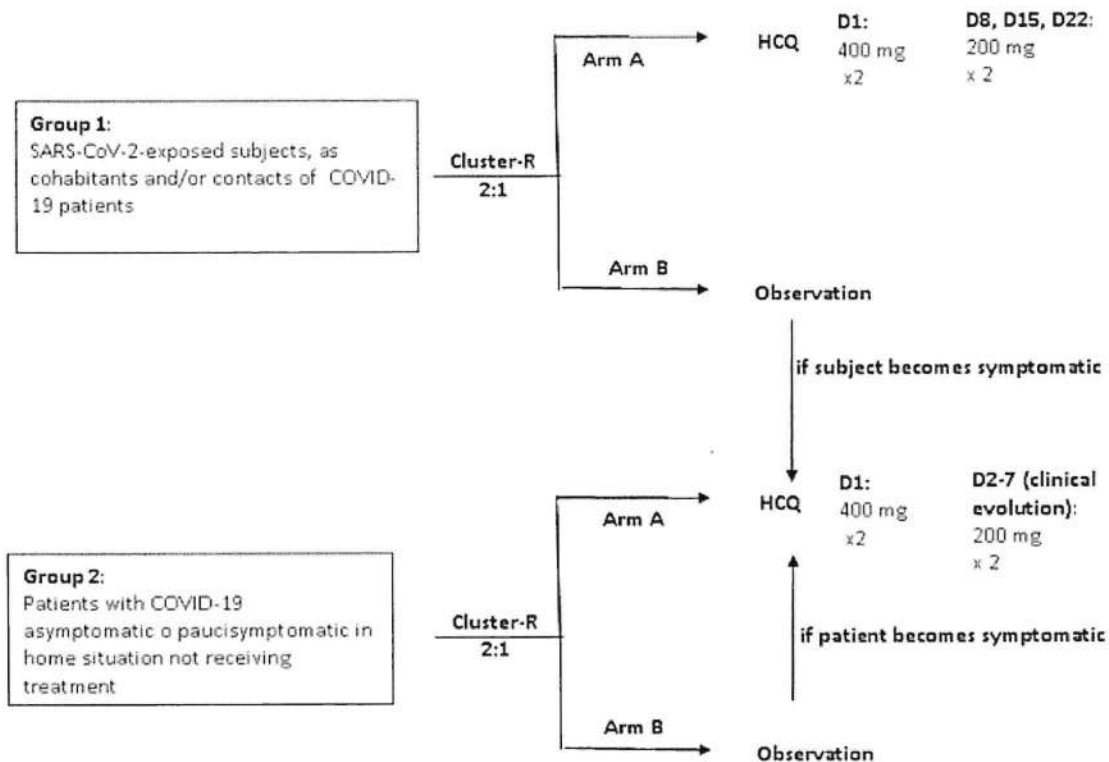 HCQ
D1:
400 mg
x2
D8, D15, D22:
200 mg
x 2
Arm A
Group 1:
SARS-CoV-2-exposed subjects, as
cohabitants and/or contacts of COVID-
19 patients
Cluster-R
2:1
Arm B
Observation
if subject becomes symptomatic
HCQ
D1:
400 mg
x2
D2-7 (clinical
evolution):
200 mg
x 2
Arm A
Group 2:
Patients with COVID-19
asymptomatic o paucisymptomatic in
home situation not receiving
treatment
Cluster-R
2:1
if patient becomes symptomatic
Arm B
Observation